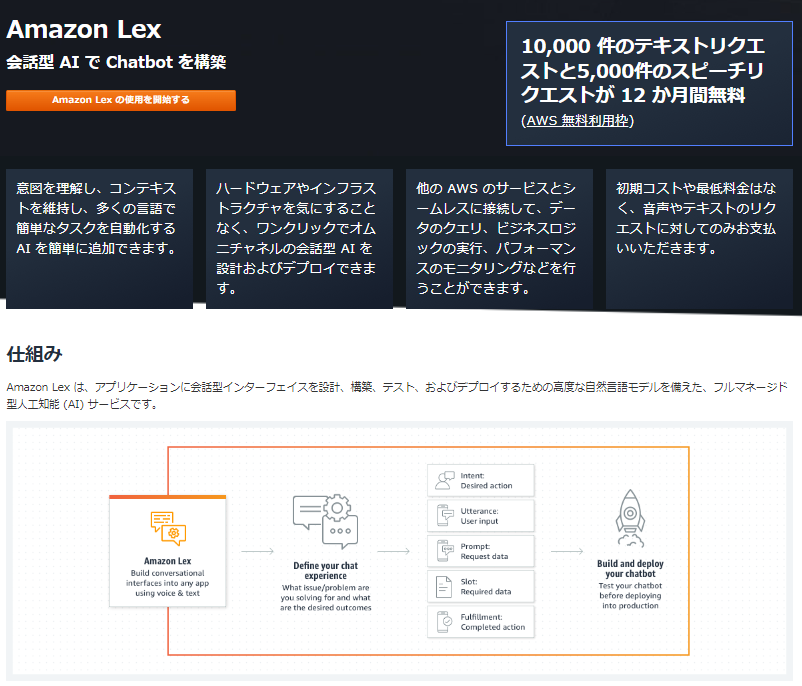 Amazon Lex
会話型 AI で Chatbot を構築
Amazon Lex の使用を開始する
10,000 件のテキストリクエ
ストと5,000件のスピーチリ
クエストが 12 か月間無料
(AWS 無料利用枠)
意図を理解し、コンテキス
トを維持し、多くの言語で
簡単なタスクを自動化する
AI を簡単に追加できます。
ハードウェアやインフラス
トラクチャを気にすること
なく、ワンクリックでオム
ニチャネルの会話型 AI を
設計およびデプロイできま
す。
他の AWS のサービスとシ
ームレスに接続して、デー
タのクエリ、ビジネスロジ
ックの実行、パフォーマン
スのモニタリングなどを行
うことができます。
初期コストや最低料金はな
く、音声やテキストのリク
エストに対してのみお支払
いいただきます。
仕組み
Amazon Lex は、アプリケーションに会話型インターフェイスを設計、構築、テスト、およびデプロイするための高度な自然言語モデルを備えた、フルマネージド
型人工知能 (AI) サービスです。
Amazon Lex
Build conversational
interfaces into any app
using voice & text
Define your chat
experience
What issue/problem are
you solving for and what
are the desired outcomes
Intent:
Desired action
Utterance:
User input
Prompt:
Request data
Slot:
Required data
Fulfillment:
Completed action
Build and deploy
your chatbot
Test your chatbot
before deploying
into production